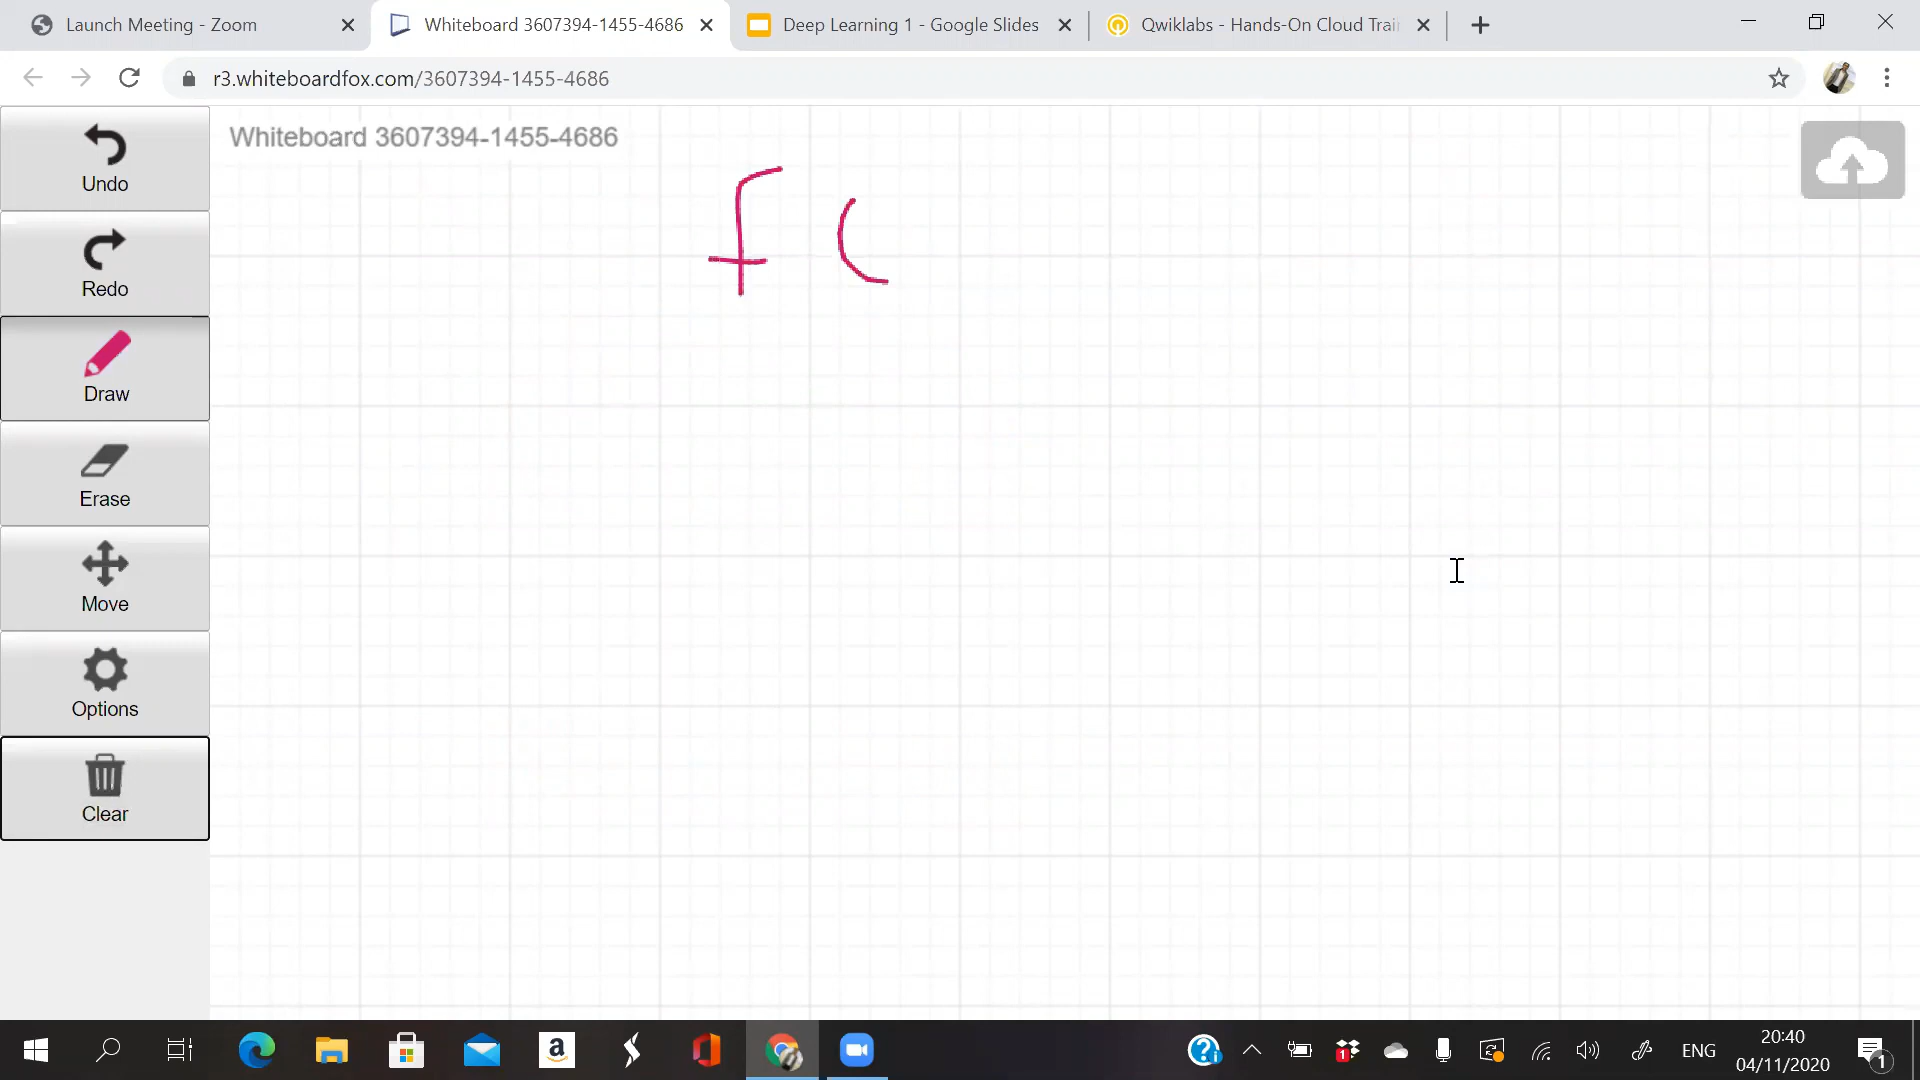 Launch Meeting - Zoom
Whiteboard 3607394-1455-4686
Deep Learning 1 - Google Slides
Qwiklabs - Hands-On Cloud Trai
r3.whiteboardfox.com/3607394-1455-4686
Undo
Redo
Draw
Erase
Move
Options
Clear
Whiteboard 3607394-1455-4686
f (
ENG
20:40
04/11/2020
1
1